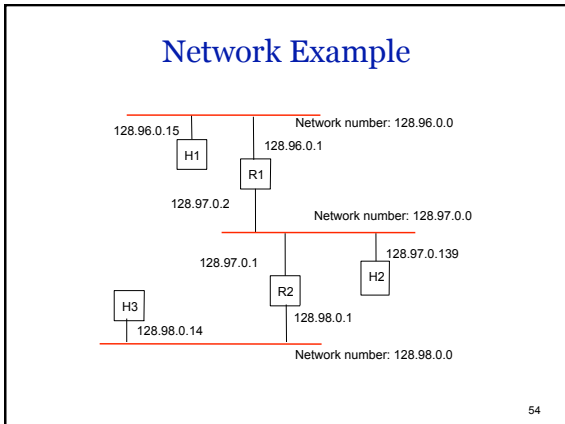 Network Example
Network number: 128.96.0.0
128.96.0.15
128.96.0.1
H1
R1
128.97.0.2
Network number: 128.97.0.0
128.97.0.1
128.97.0.139
H2
R2
H3
128.98.0.1
128.98.0.14
Network number: 128.98.0.0
54